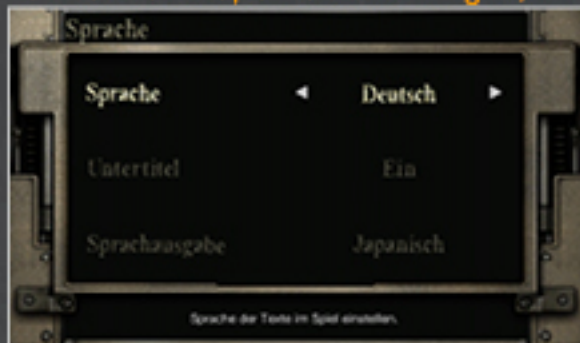 Sprache
Sprache ◄ Deutsch ►
Untertitel Ein
Sprachausgabe Japanisch
Sprache der Texte im Spiel einstellen.